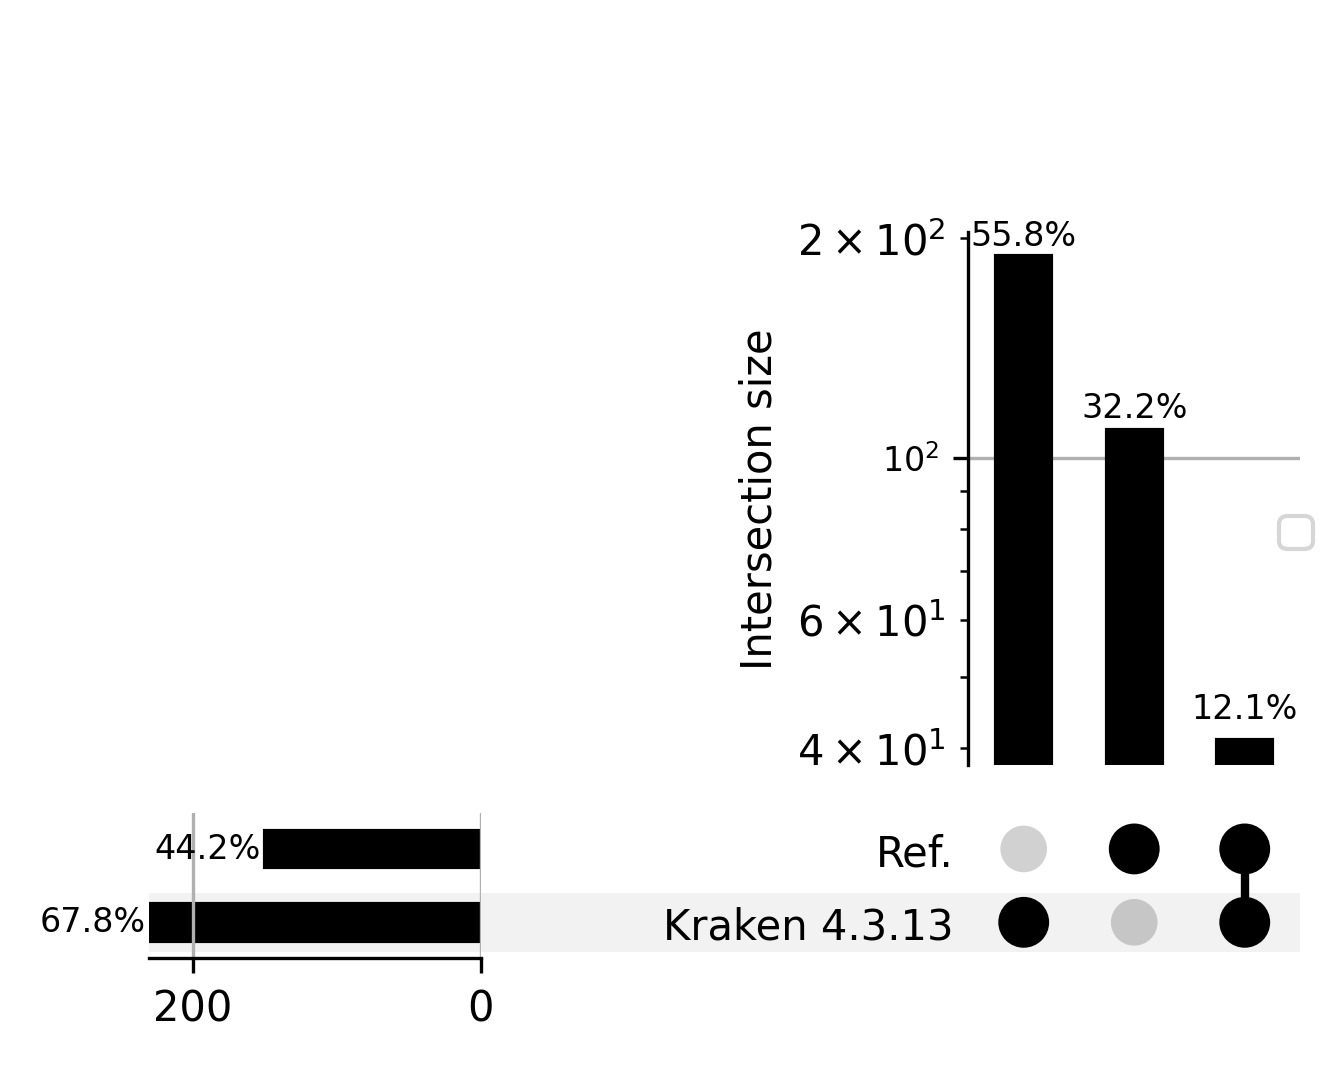 2 × 10²
55.8%
32.2%
10²
Intersection size
6 × 10¹
12.1%
4 × 10¹
44.2%
Ref.
67.8%
Kraken 4.3.13
200
0